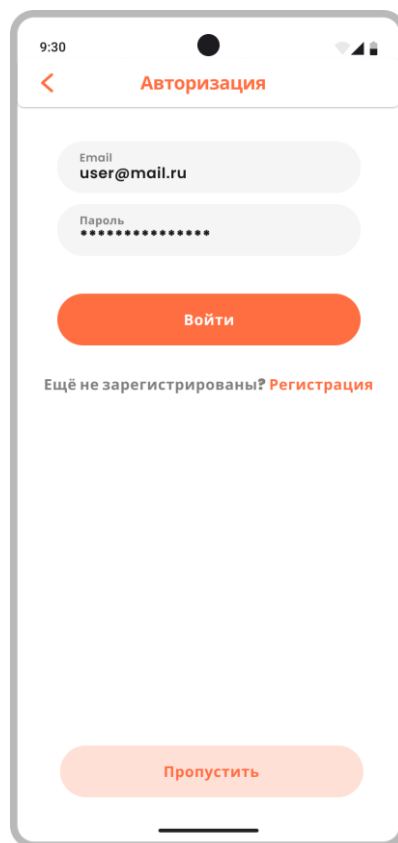 9:30
Авторизация
Email
user@mail.ru
Пароль
***************
Войти
Ещё не зарегистрированы? Регистрация
Пропустить